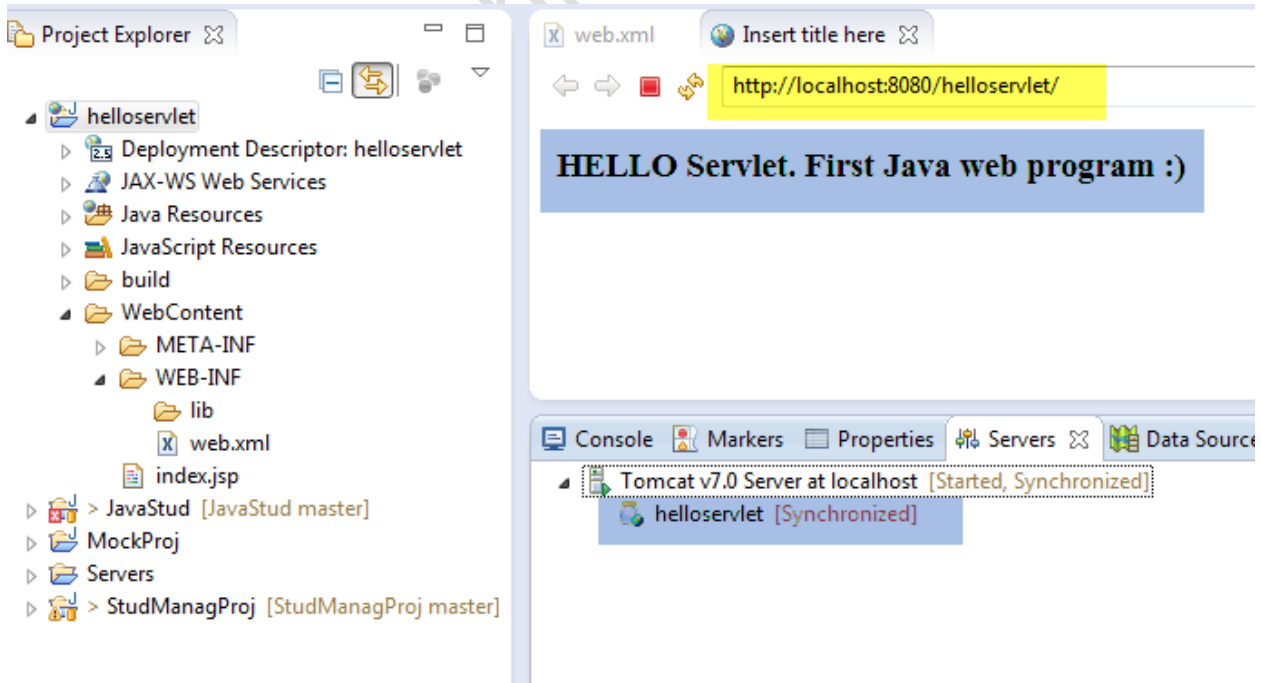 Project Explorer
helloservlet
2.5 Deployment Descriptor: helloservlet
JAX-WS Web Services
Java Resources
JavaScript Resources
build
WebContent
META-INF
WEB-INF
lib
X web.xml
index.jsp
> JavaStud [JavaStud master]
MockProj
Servers
> StudManagProj [StudManagProj master]
X web.xml Insert title here
http://localhost:8080/helloservlet/
HELLO Servlet. First Java web program :)
Console Markers Properties Servers Data Source
Tomcat v7.0 Server at localhost [Started, Synchronized]
helloservlet [Synchronized]